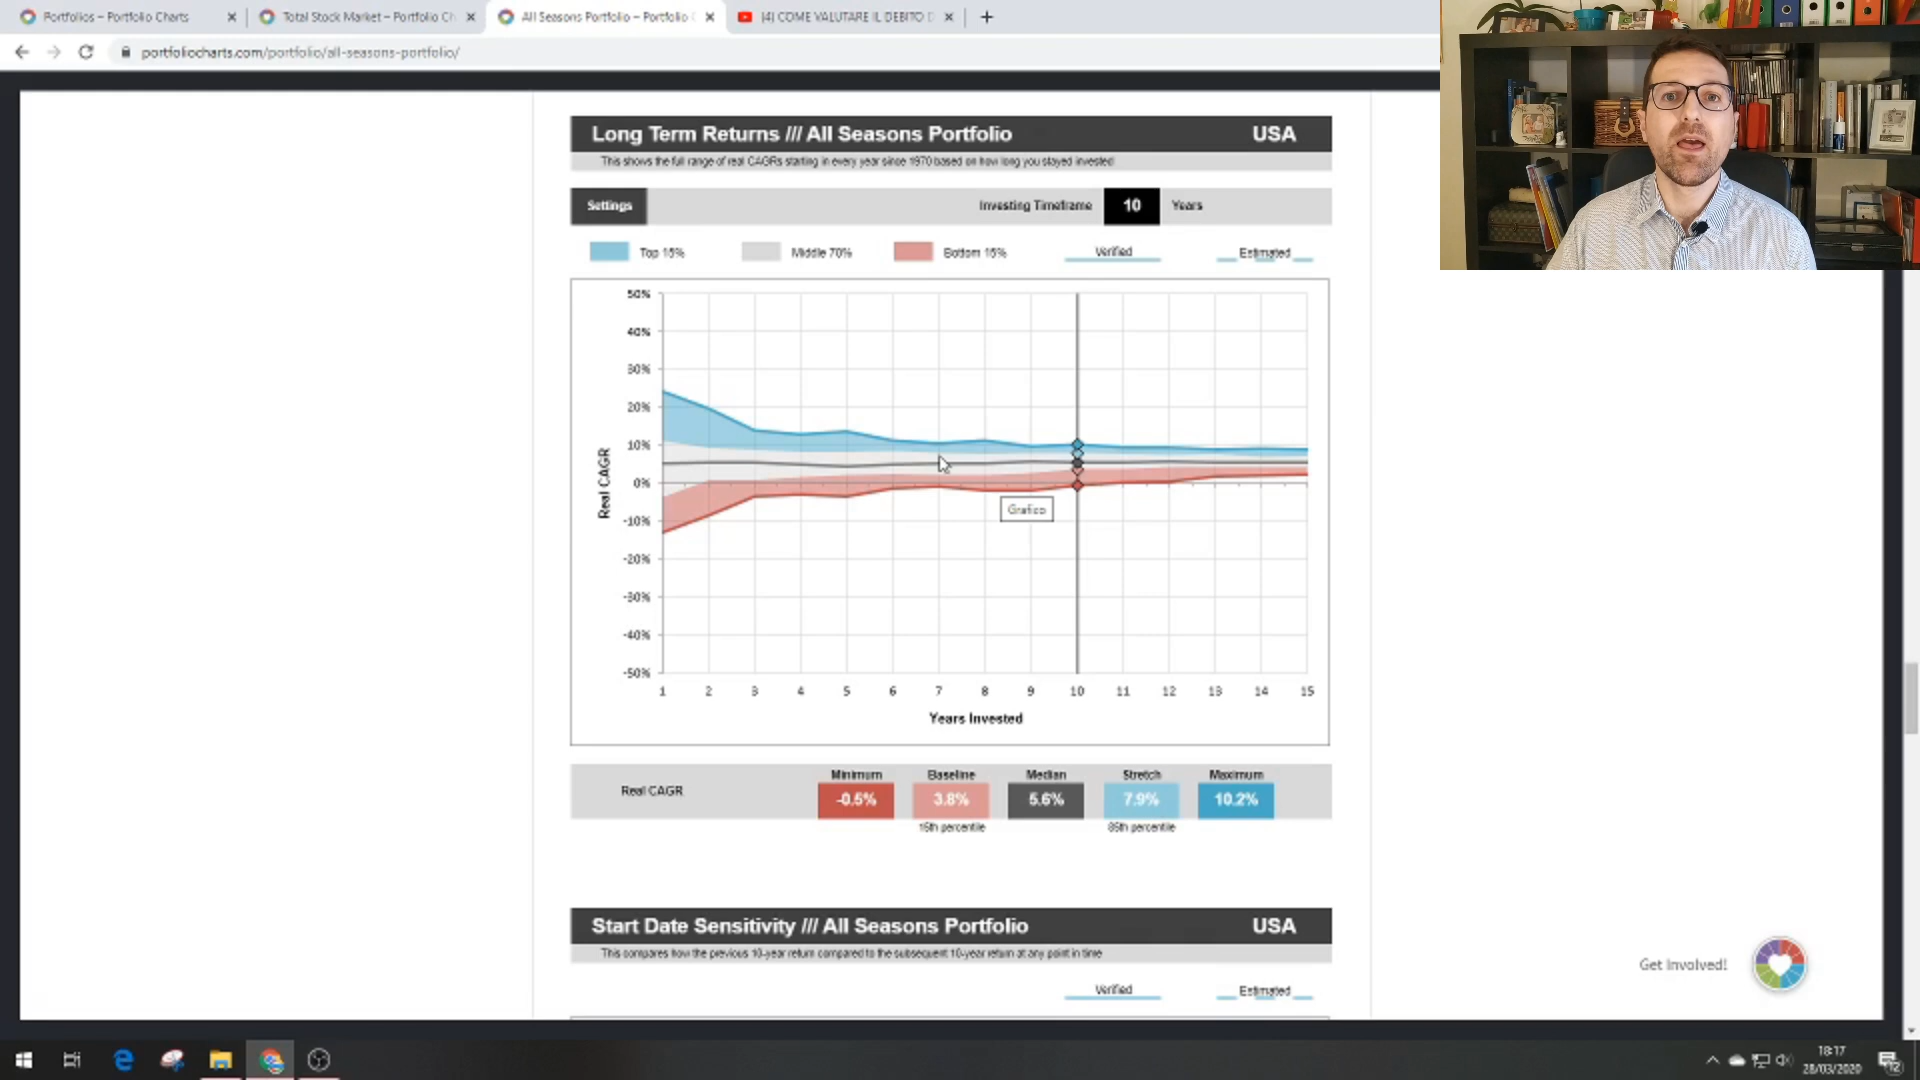 Portfolios – Portfolio Charts
Total Stock Market – Portfolio Ch
All Seasons Portfolio – Portfolio C
(4) COME VALUTARE IL DEBITO D
portfoliocharts.com/portfolio/all-seasons-portfolio/
Long Term Returns /// All Seasons Portfolio USA
This shows the full range of real CAGRs starting in every year since 1970 based on how long you stayed invested
Settings Investing Timeframe 10 Years
Top 15% Middle 70% Bottom 15% Verified Estimated
50%
40%
30%
20%
10%
0%
-10%
-20%
-30%
-40%
-50%
Real CAGR
Grafico
1 2 3 4 5 6 7 8 9 10 11 12 13 14 15
Years Invested
Minimum Baseline Median Stretch Maximum
Real CAGR -0.5% 3.8% 5.6% 7.9% 10.2%
15th percentile 85th percentile
Start Date Sensitivity /// All Seasons Portfolio USA
This compares how the previous 10-year return compared to the subsequent 10-year return at any point in time
Verified Estimated
Get Involved!
18:17
28/03/2020
12